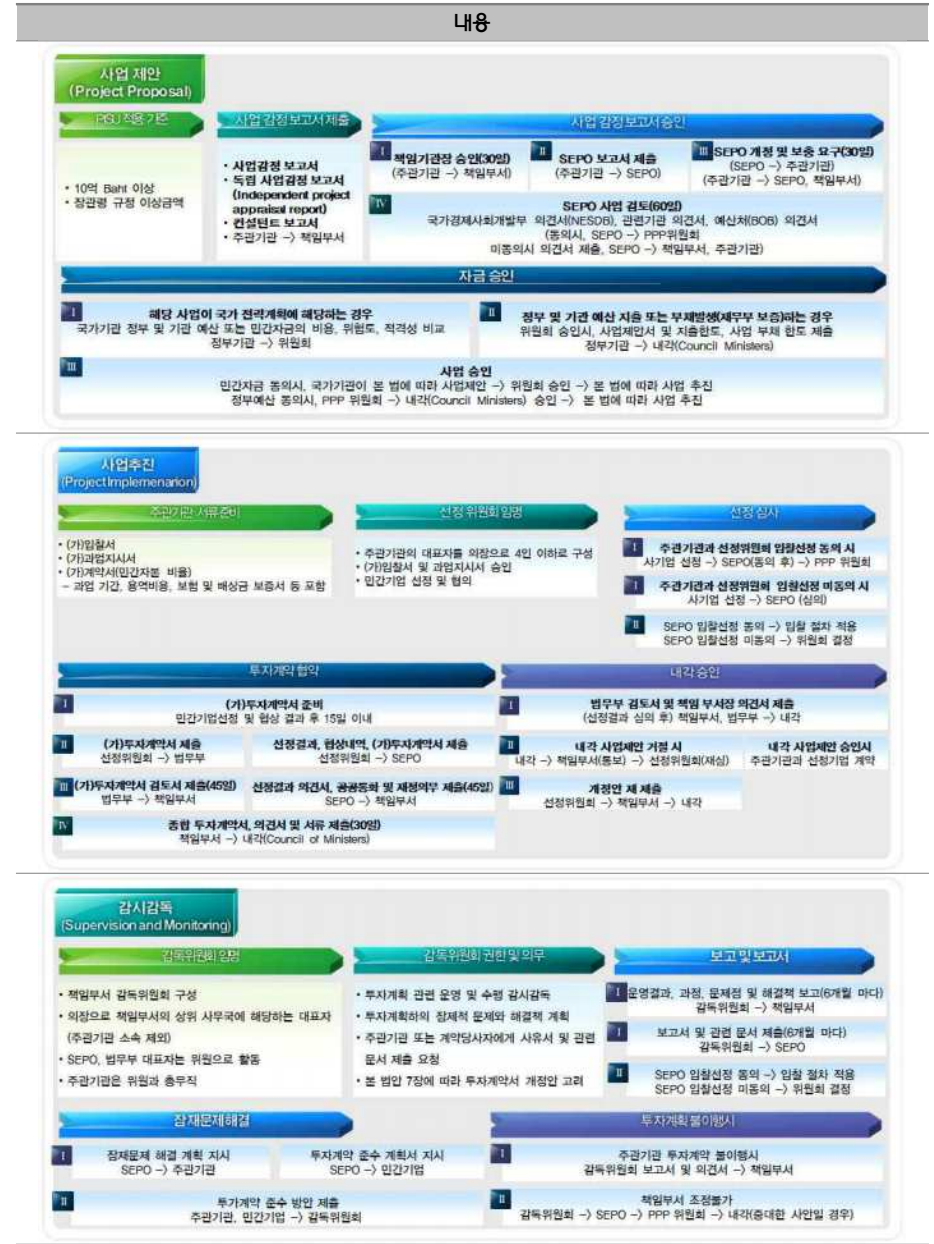 내용
사업 제안
(Project Proposal)
PISU 적용 기준
사업 감정 보고서 제출
사업 감정 보고서 승인
• 10억 Baht 이상
• 장관령 규정 이상금액
• 사업감정 보고서
• 독립 사업감정 보고서
(Independent project
appraisal report)
• 컨설턴트 보고서
• 주관기관 -> 책임부서
I 책임기관장 승인(30일)
(주관기관 -> 책임부서)
II SEPO 보고서 제출
(주관기관 -> SEPO)
III SEPO 개정 및 보충 요구(30일)
(SEPO -> 주관기관)
(주관기관 -> SEPO, 책임부서)
IV SEPO 사업 검토(60일)
국가경제사회개발부 의견서(NESDB), 관련기관 의견서, 예산처(BOB) 의견서
(동의시, SEPO -> PPP위원회
미동의시 의견서 제출, SEPO -> 책임부서, 주관기관)
자금 승인
I 해당 사업이 국가 전략계획에 해당하는 경우
국가기관 정부 및 기관 예산 또는 민간자금의 비용, 위험도, 적격성 비교
정부기관 -> 위원회
II 정부 및 기관 예산 지출 또는 부채발생(재무부 보증)하는 경우
위원회 승인시, 사업제안서 및 지출한도, 사업 부채 한도 제출
정부기관 -> 내각(Council Ministers)
III 사업 승인
민간자금 동의시, 국가기관이 본 법에 따라 사업제안 -> 위원회 승인 -> 본 법에 따라 사업 추진
정부예산 동의시, PPP 위원회 -> 내각(Council Ministers) 승인 -> 본 법에 따라 사업 추진
사업추진
(Project Implemenarion)
주관기관 서류 준비
선정 위원회 임명
선정 심사
• (가)입찰서
• (가)과업지시서
• (가)계약서(민간자본 비율)
- 과업 기간, 용역비용, 보험 및 배상금 보증서 등 포함
• 주관기관의 대표자를 의장으로 4인 이하로 구성
• (가)입찰서 및 과업지시서 승인
• 민간기업 선정 및 협의
I 주관기관과 선정위원회 입찰선정 동의 시
사기업 선정 -> SEPO(동의 후) -> PPP 위원회
I 주관기관과 선정위원회 입찰선정 미동의 시
사기업 선정 -> SEPO (심의)
II SEPO 입찰선정 동의 -> 입찰 절차 적용
SEPO 입찰선정 미동의 -> 위원회 결정
투자계약 협약
내각 승인
I (가)투자계약서 준비
민간기업선정 및 협상 결과 후 15일 이내
II (가)투자계약서 제출
선정위원회 -> 법무부
선정결과, 협상내역, (가)투자계약서 제출
선정위원회 -> SEPO
III (가)투자계약서 검토서 제출(45일)
법무부 -> 책임부서
선정결과 의견서, 공공통화 및 재정의무 제출(45일)
SEPO -> 책임부서
IV 종합 투자계약서, 의견서 및 서류 제출(30일)
책임부서 -> 내각(Council of Ministers)
I 법무부 검토서 및 책임 부서장 의견서 제출
(선정결과 심의 후) 책임부서, 법무부 -> 내각
II 내각 사업제안 거절 시
내각 -> 책임부서(통보) -> 선정위원회(재심)
내각 사업제안 승인시
주관기관과 선정기업 계약
III 개정안 재 제출
선정위원회 -> 책임부서 -> 내각
감시감독
(Supervision and Monitoring)
감독위원회 임명
감독위원회 권한 및 의무
보고 및 보고서
• 책임부서 감독위원회 구성
• 의장으로 책임부서의 상위 사무국에 해당하는 대표자
(주관기관 소속 제외)
• SEPO, 법무부 대표자는 위원으로 활동
• 주관기관은 위원과 총무직
• 투자계획 관련 운영 및 수행 감시감독
• 투자계획하의 잠제적 문제와 해결책 계획
• 주관기관 또는 계약당사자에게 사유서 및 관련
문서 제출 요청
• 본 법안 7장에 따라 투자계약서 개정안 고려
I 운영결과, 과정, 문제점 및 해결책 보고(6개월 마다)
감독위원회 -> 책임부서
I 보고서 및 관련 문서 제출(6개월 마다)
감독위원회 -> SEPO
II SEPO 입찰선정 동의 -> 입찰 절차 적용
SEPO 입찰선정 미동의 -> 위원회 결정
잠재문제해결
투자계획 불이행시
I 잠재문제 해결 계획 지시
SEPO -> 주관기관
투자계약 준수 계획서 지시
SEPO -> 민간기업
II 투가계약 준수 방안 제출
주관기관, 민간기업 -> 감독위원회
I 주관기관 투자계약 불이행시
감독위원회 보고서 및 의견서 -> 책임부서
II 책임부서 조정불가
감독위원회 -> SEPO -> PPP 위원회 -> 내각(중대한 사안일 경우)